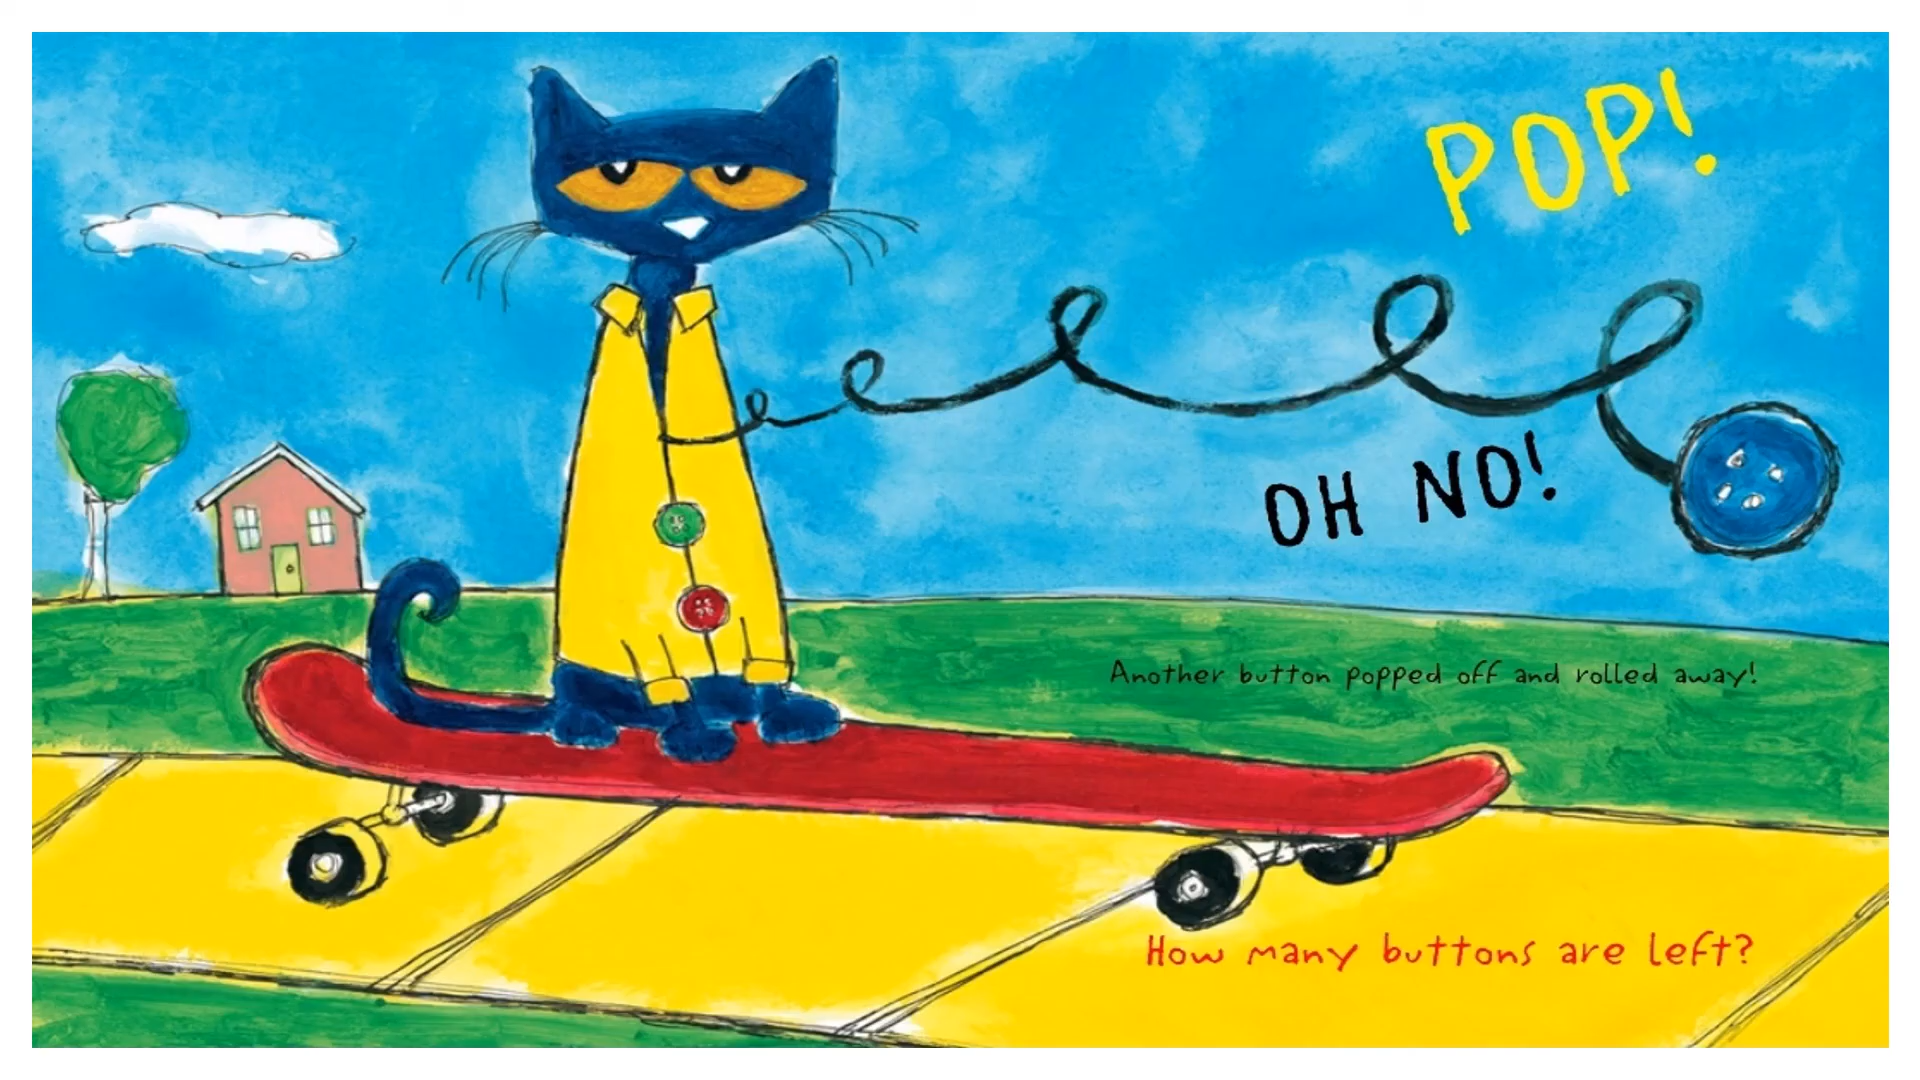 POP!
OH NO!
Another button popped off and rolled away!
How many buttons are left?